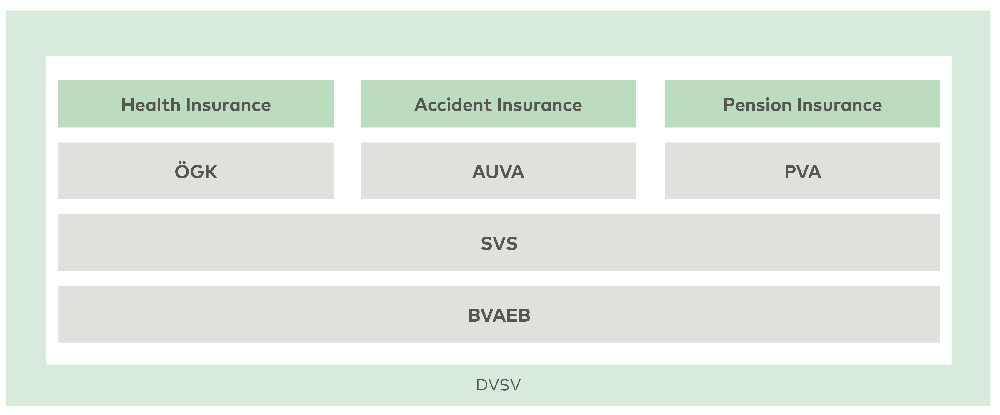 Health Insurance
Accident Insurance
Pension Insurance
ÖGK
AUVA
PVA
SVS
BVAEB
DVSV